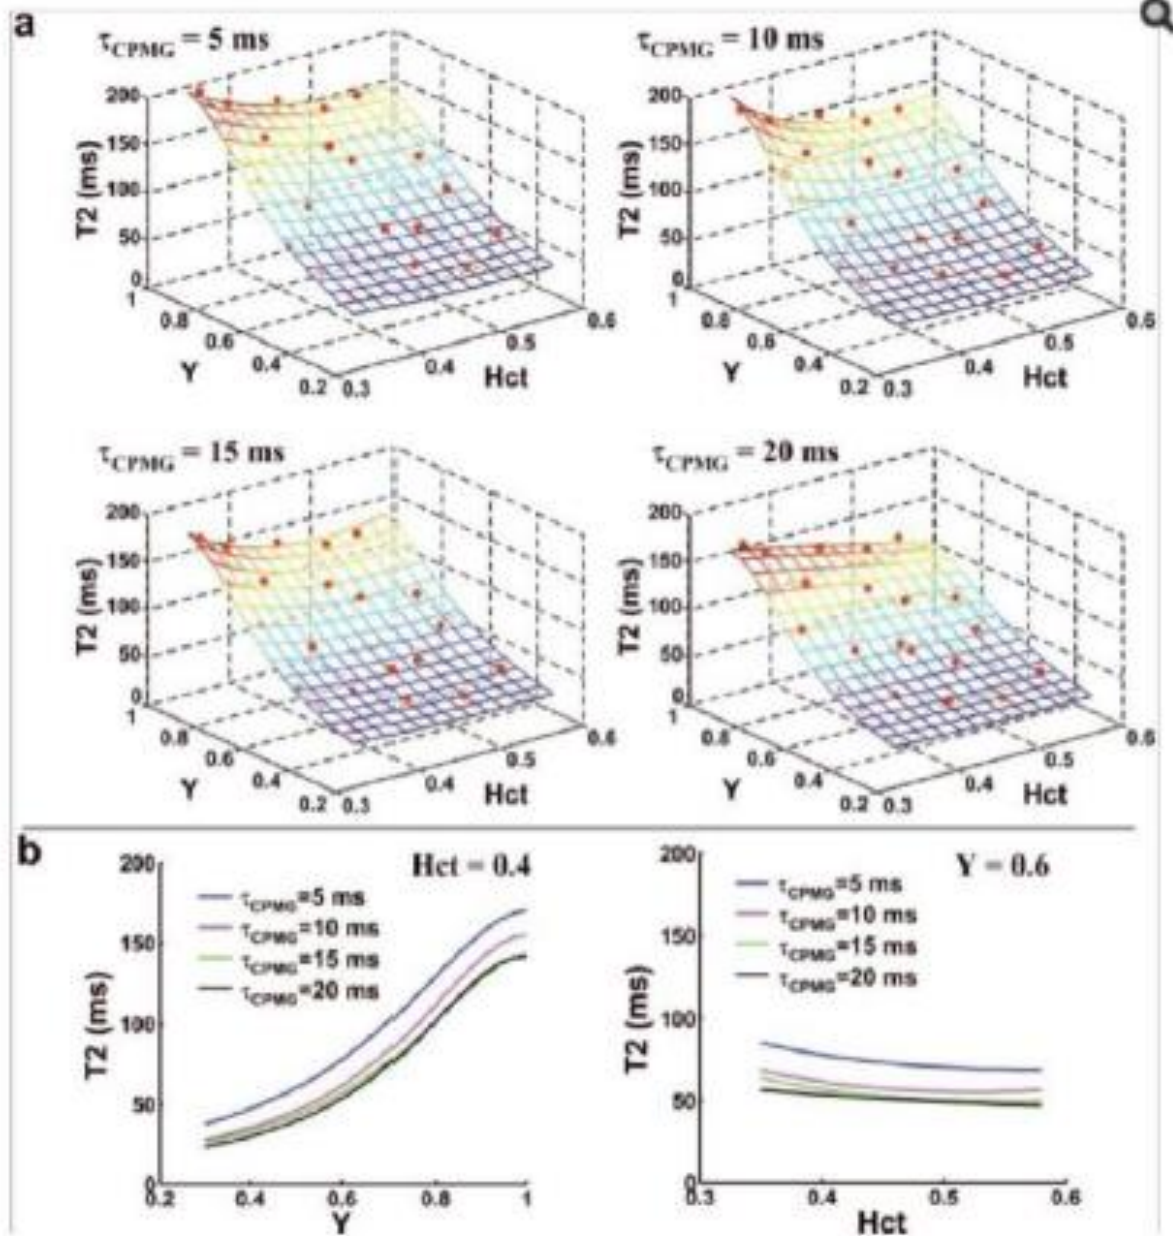 a
τCPMG = 5 ms
τCPMG = 10 ms
200
150
100
50
0
T2 (ms)
1
0.8
0.6
0.4
0.2
Y
0.3
0.4
0.5
0.6
Hct
200
150
100
50
0
T2 (ms)
1
0.8
0.6
0.4
0.2
Y
0.3
0.4
0.5
0.6
Hct
τCPMG = 15 ms
τCPMG = 20 ms
200
150
100
50
0
T2 (ms)
1
0.8
0.6
0.4
0.2
Y
0.3
0.4
0.5
0.6
Hct
200
150
100
50
0
T2 (ms)
1
0.8
0.6
0.4
0.2
Y
0.3
0.4
0.5
0.6
Hct
b
Hct = 0.4
τCPMG=5 ms
τCPMG=10 ms
τCPMG=15 ms
τCPMG=20 ms
200
150
100
50
0
T2 (ms)
0.2
0.4
0.6
0.8
1
Y
Y = 0.6
τCPMG=5 ms
τCPMG=10 ms
τCPMG=15 ms
τCPMG=20 ms
200
150
100
50
0
T2 (ms)
0.3
0.4
0.5
0.6
Hct